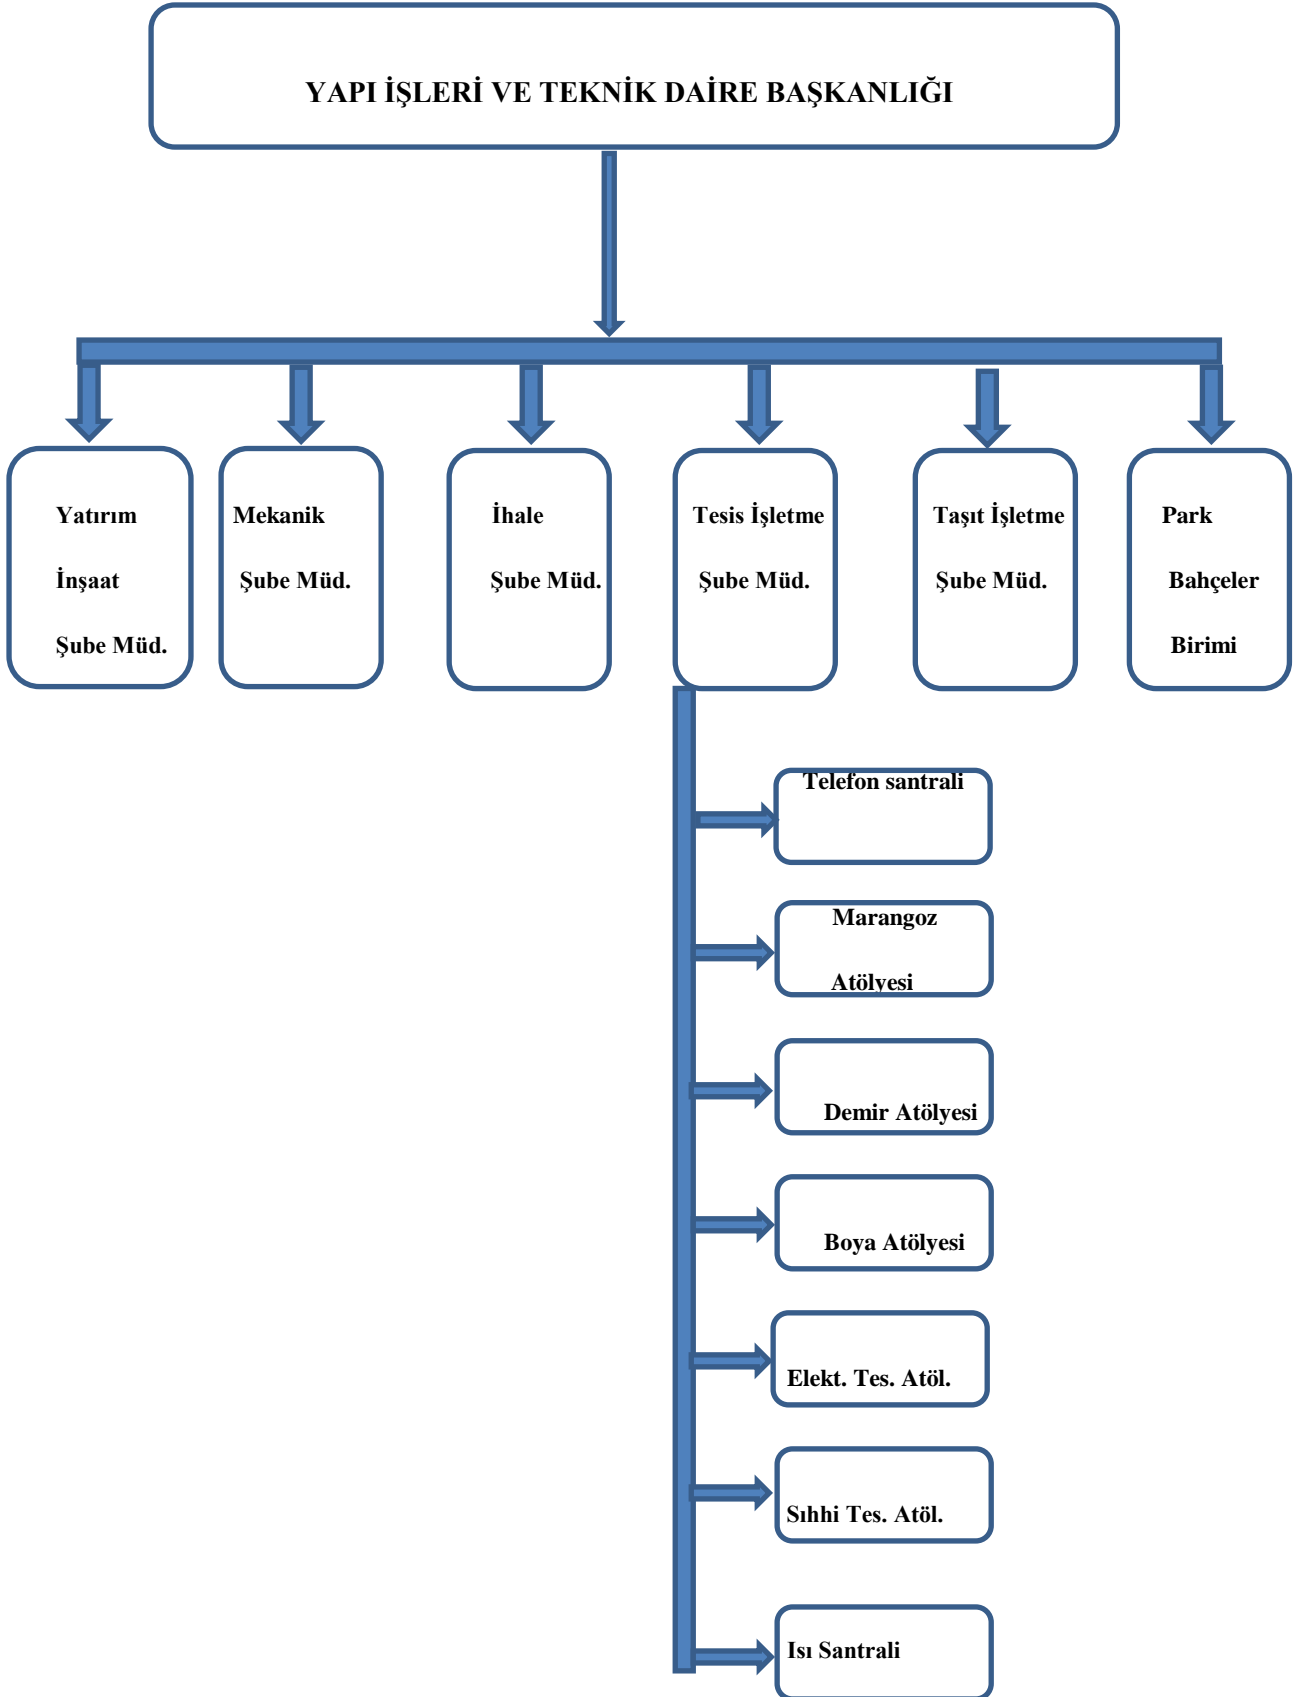 YAPI İŞLERİ VE TEKNİK DAİRE BAŞKANLIĞI
Yatırım
İnşaat
Şube Müd.
Mekanik
Şube Müd.
İhale
Şube Müd.
Tesis İşletme
Şube Müd.
Taşıt İşletme
Şube Müd.
Park
Bahçeler
Birimi
Telefon santrali
Marangoz
Atölyesi
Demir Atölyesi
Boya Atölyesi
Elekt. Tes. Atöl.
Sıhhi Tes. Atöl.
Isı Santrali